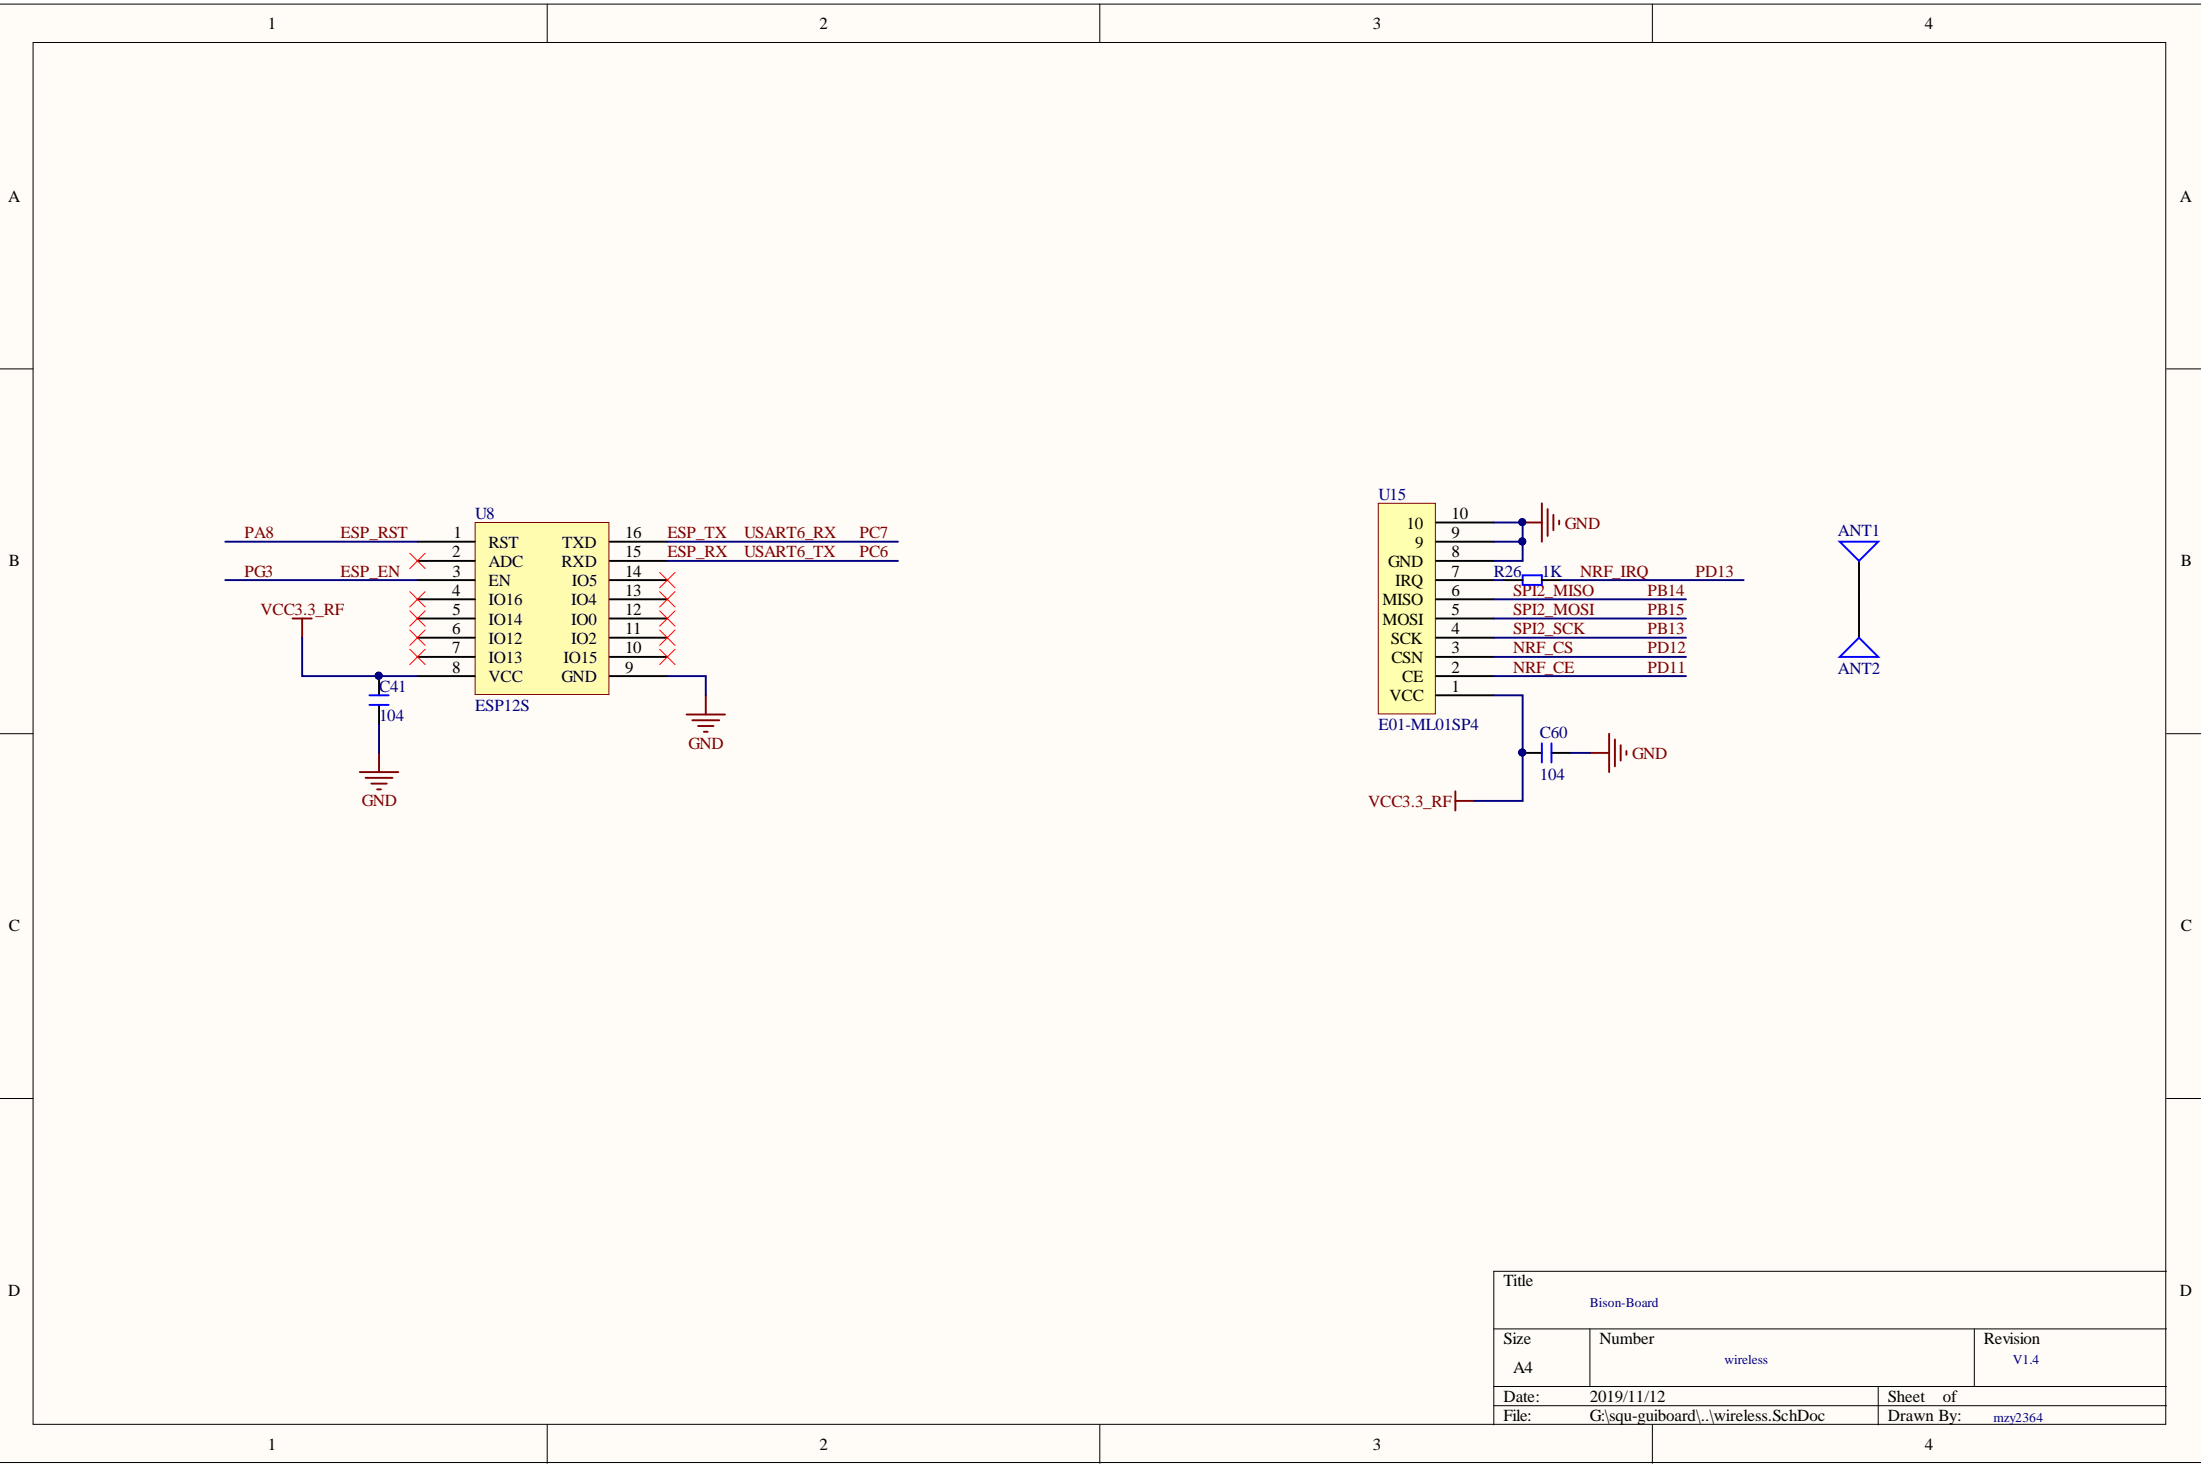 1 2 3 4
A A
B B
C C
D D
U8
PA8 ESP_RST 1 RST TXD 16 ESP_TX USART6_RX PC7
2 ADC RXD 15 ESP_RX USART6_TX PC6
PG3 ESP_EN 3 EN IO5 14
4 IO16 IO4 13
VCC3.3_RF 5 IO14 IO0 12
6 IO12 IO2 11
7 IO13 IO15 10
8 VCC GND 9
C41
104
GND
ESP12S
GND
U15
10 10 GND
9 9
GND 8
IRQ 7 R26 1K NRF_IRQ PD13
MISO 6 SPI2_MISO PB14
MOSI 5 SPI2_MOSI PB15
SCK 4 SPI2_SCK PB13
CSN 3 NRF_CS PD12
CE 2 NRF_CE PD11
VCC 1
E01-ML01SP4
C60
104
GND
VCC3.3_RF
ANT1
ANT2
Title
Bison-Board
Size Number Revision
A4 wireless V1.4
Date: 2019/11/12 Sheet of
File: G:\squ-guiboard\..\wireless.SchDoc Drawn By: mzy2364
1 2 3 4